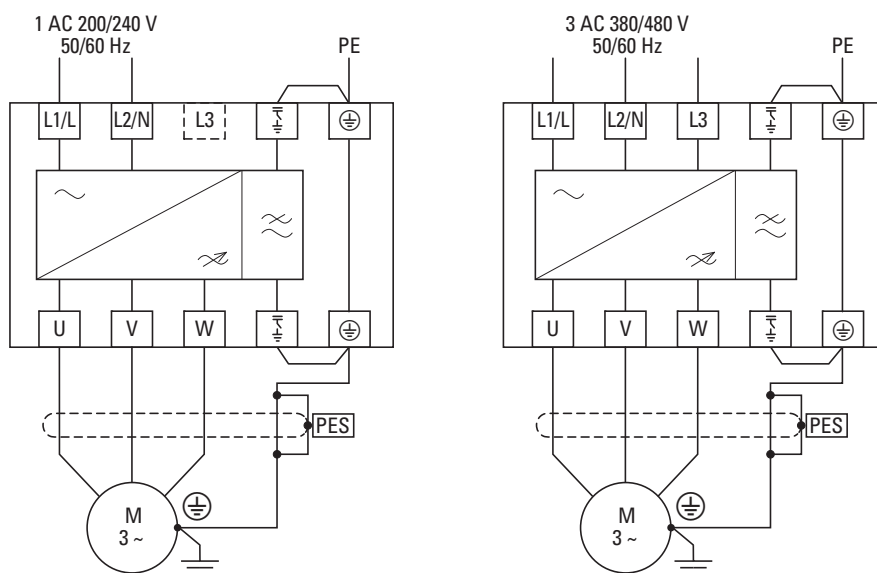 1 AC 200/240 V
50/60 Hz
PE
L1/L
L2/N
L3
U
V
W
PES
M
3 ~
3 AC 380/480 V
50/60 Hz
PE
L1/L
L2/N
L3
U
V
W
PES
M
3 ~